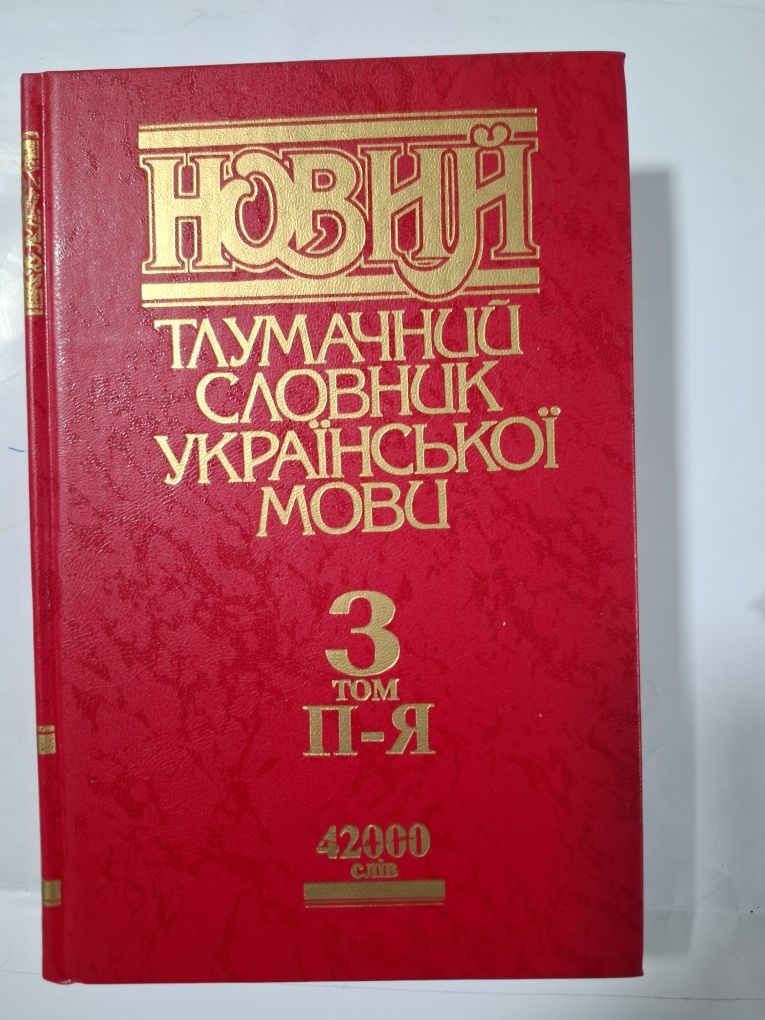 НОВИЙ
ТЛУМАЧНИЙ
СЛОВНИК
УКРАЇНСЬКОЇ
МОВИ
3
ТОМ
П-Я
42000
слів